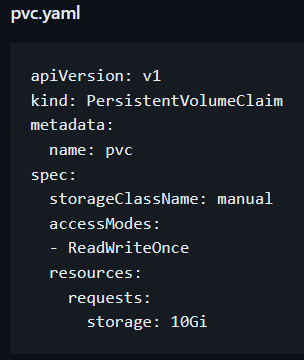 pvc.yaml
apiVersion: v1
kind: PersistentVolumeClaim
metadata:
  name: pvc
spec:
  storageClassName: manual
  accessModes:
  - ReadWriteOnce
  resources:
    requests:
      storage: 10Gi